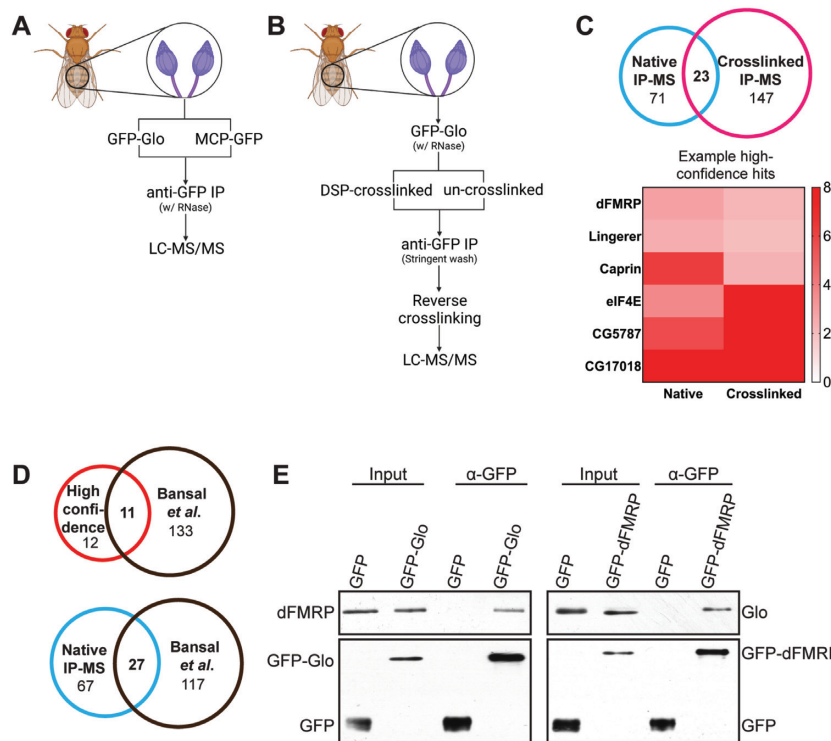 A
GFP-Glo
MCP-GFP
anti-GFP IP
(w/ RNase)
LC-MS/MS
B
GFP-Glo
(w/ RNase)
DSP-crosslinked
un-crosslinked
anti-GFP IP
(Stringent wash)
Reverse
crosslinking
LC-MS/MS
C
Native
IP-MS
71
23
Crosslinked
IP-MS
147
Example high-
confidence hits
dFMRP
Lingerer
Caprin
eIF4E
CG5787
CG17018
Native
Crosslinked
8
6
4
2
0
D
High
confi-
dence
12
11
Bansal
et al.
133
Native
IP-MS
67
27
Bansal
et al.
117
E
Input
α-GFP
GFP
GFP-Glo
GFP
GFP-Glo
dFMRP
GFP-Glo
GFP
Input
α-GFP
GFP
GFP-dFMRP
GFP
GFP-dFMRP
Glo
GFP-dFMRI
GFP